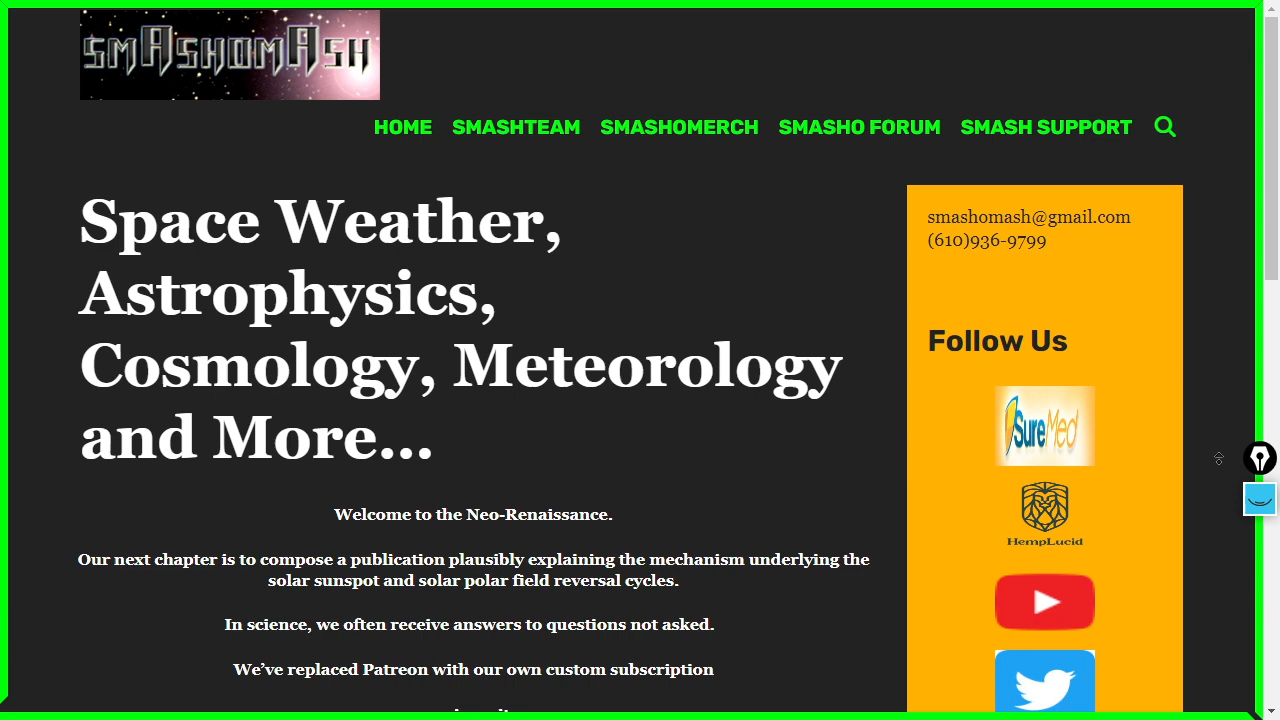 SMASHOMASH
HOME SMASHTEAM SMASHOMERCH SMASHO FORUM SMASH SUPPORT
Space Weather,
Astrophysics,
Cosmology, Meteorology
and More...
Welcome to the Neo-Renaissance.
Our next chapter is to compose a publication plausibly explaining the mechanism underlying the
solar sunspot and solar polar field reversal cycles.
In science, we often receive answers to questions not asked.
We’ve replaced Patreon with our own custom subscription
smashomash@gmail.com
(610)936-9799
Follow Us
SureMed
HempLucid